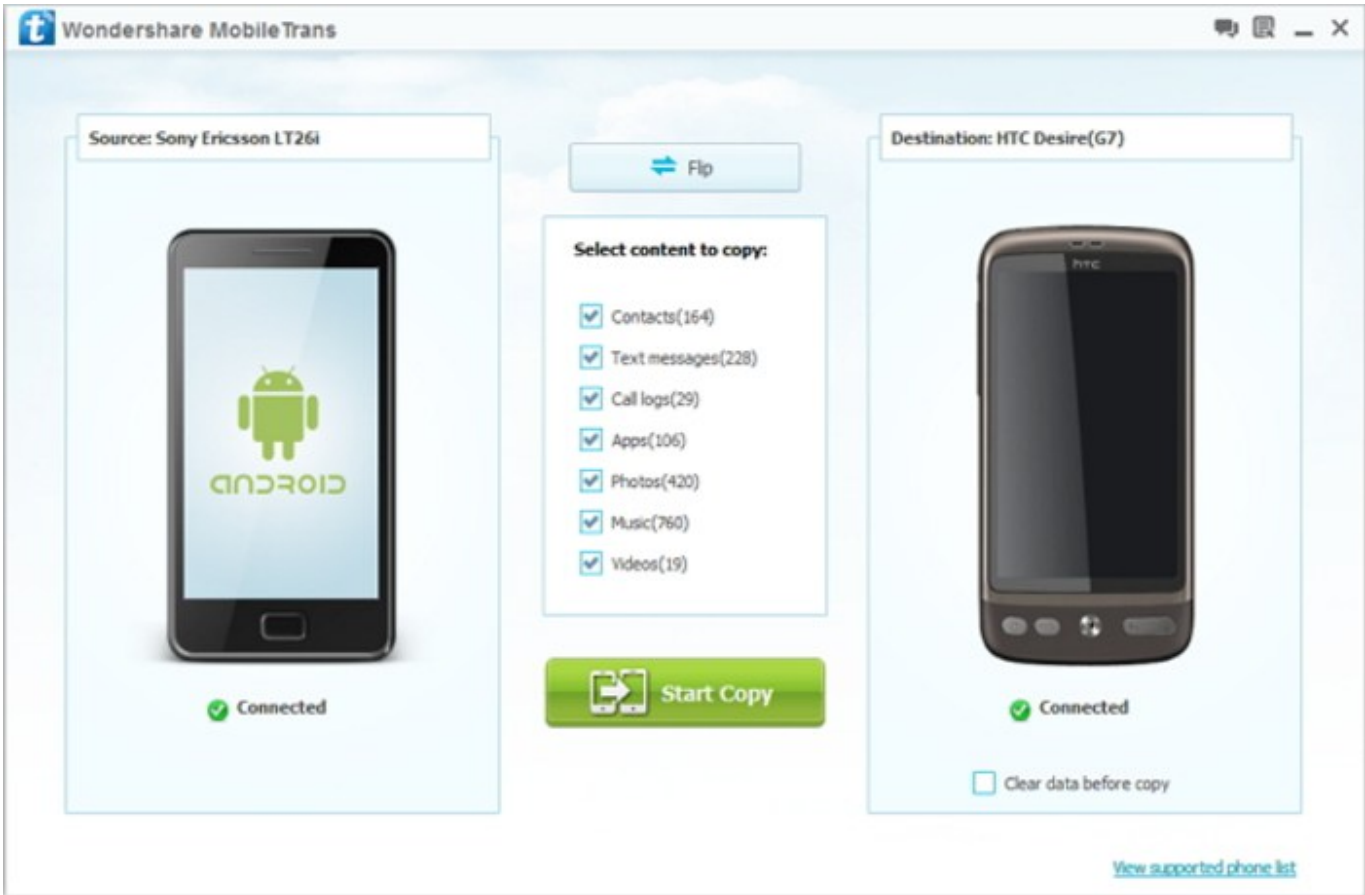 Wondershare MobileTrans
Source: Sony Ericsson LT26i
Flip
Destination: HTC Desire(G7)
Select content to copy:
Contacts(164)
Text messages(228)
Call logs(29)
Apps(106)
Photos(420)
Music(760)
Videos(19)
ANDROID
hTC
Start Copy
Connected
Connected
Clear data before copy
View supported phone list